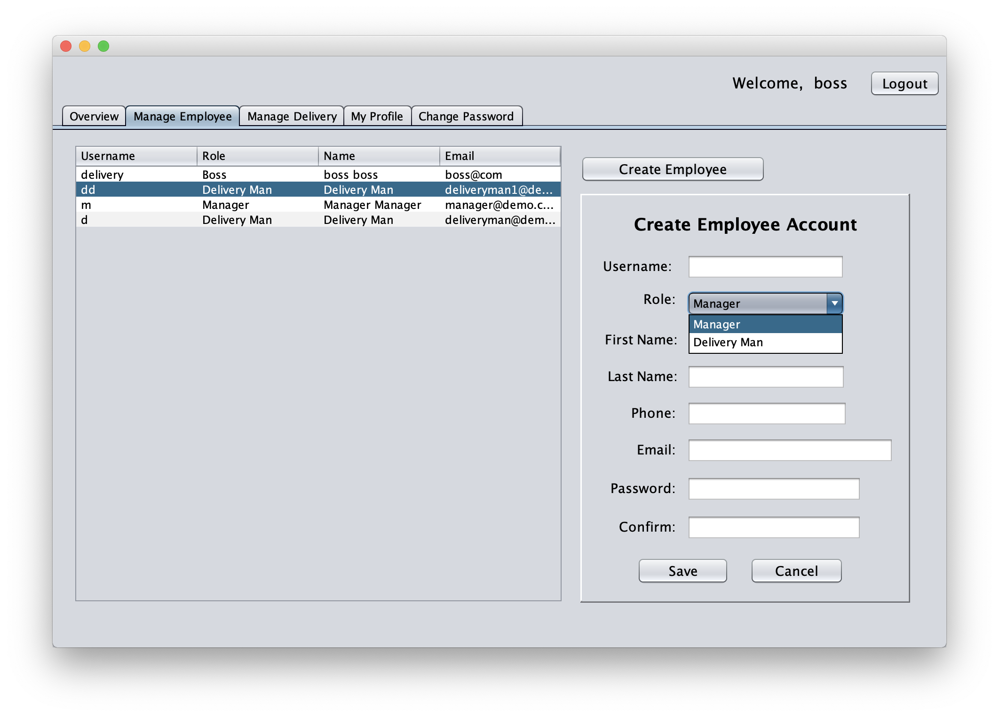 Welcome, boss Logout
Overview Manage Employee Manage Delivery My Profile Change Password
Username Role Name Email
delivery Boss boss boss boss@com
dd Delivery Man Delivery Man deliveryman1@de...
m Manager Manager Manager manager@demo.c...
d Delivery Man Delivery Man deliveryman@dem...
Create Employee
Create Employee Account
Username:
Role: Manager
Manager
Delivery Man
First Name:
Last Name:
Phone:
Email:
Password:
Confirm:
Save Cancel